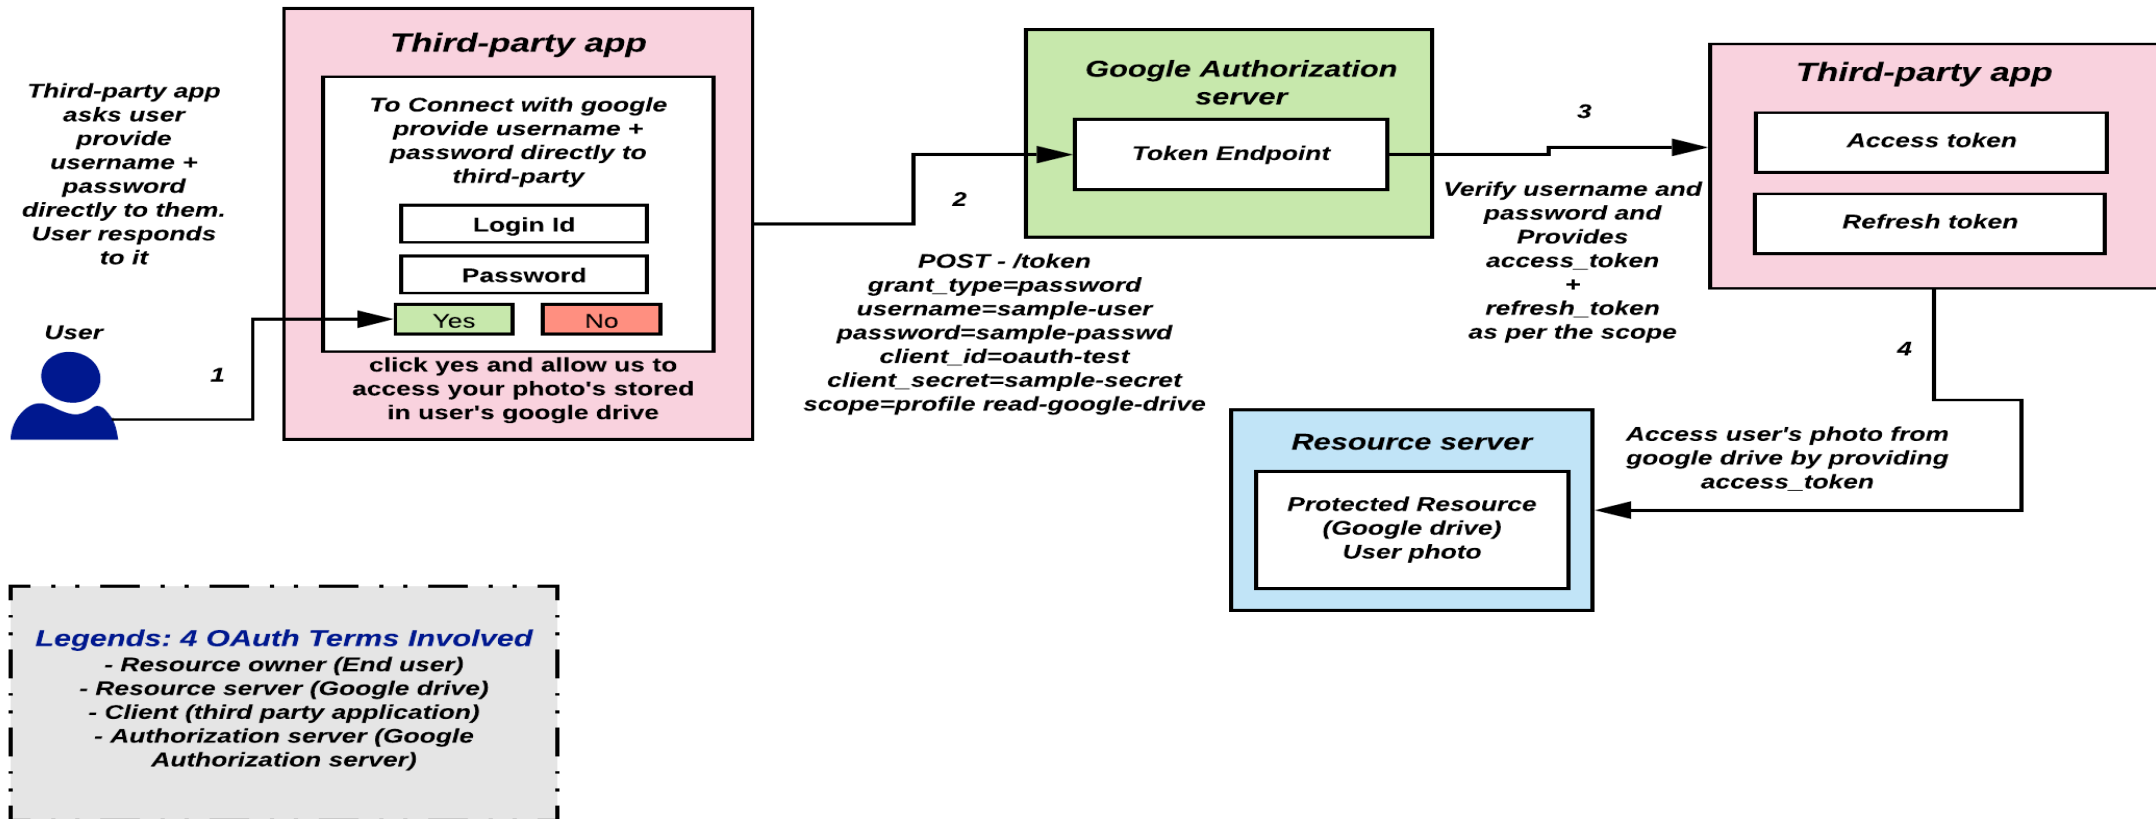 Third-party app
asks user
provide
username +
password
directly to them.
User responds
to it
User
1
Third-party app
To Connect with google
provide username +
password directly to
third-party
Login Id
Password
Yes
No
click yes and allow us to
access your photo's stored
in user's google drive
2
Google Authorization
server
Token Endpoint
POST - /token
grant_type=password
username=sample-user
password=sample-passwd
client_id=oauth-test
client_secret=sample-secret
scope=profile read-google-drive
3
Verify username and
password and
Provides
access_token
+
refresh_token
as per the scope
Third-party app
Access token
Refresh token
4
Access user's photo from
google drive by providing
access_token
Resource server
Protected Resource
(Google drive)
User photo
Legends: 4 OAuth Terms Involved
- Resource owner (End user)
- Resource server (Google drive)
- Client (third party application)
- Authorization server (Google
Authorization server)